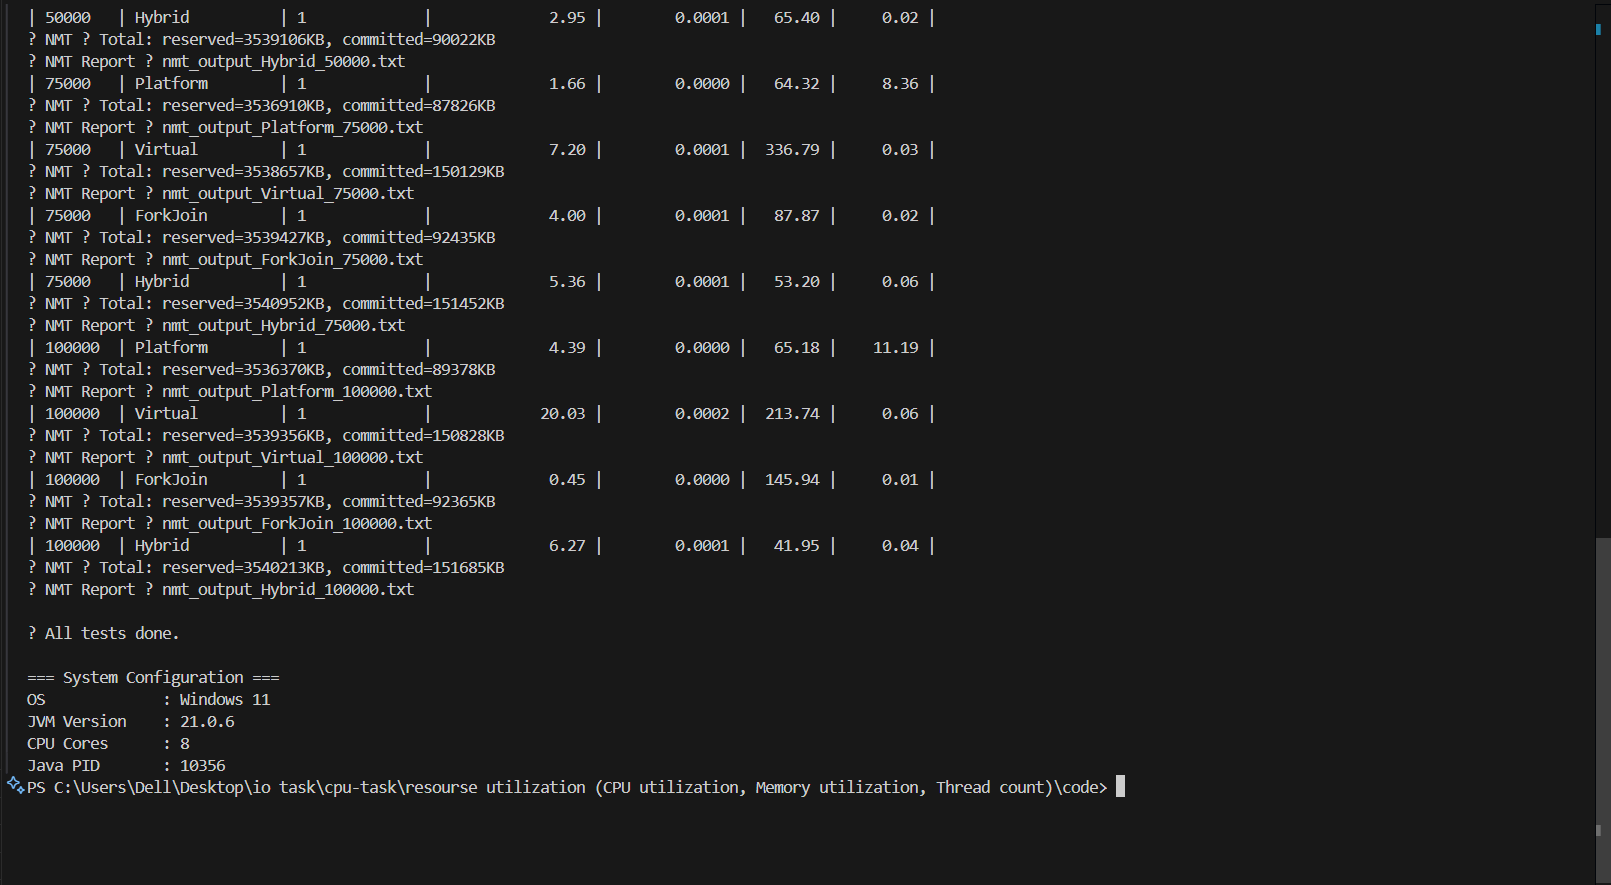 | 50000 | Hybrid | 1 | 2.95 | 0.0001 | 65.40 | 0.02 |
? NMT ? Total: reserved=3539106KB, committed=90022KB
? NMT Report ? nmt_output_Hybrid_50000.txt
| 75000 | Platform | 1 | 1.66 | 0.0000 | 64.32 | 8.36 |
? NMT ? Total: reserved=3536910KB, committed=87826KB
? NMT Report ? nmt_output_Platform_75000.txt
| 75000 | Virtual | 1 | 7.20 | 0.0001 | 336.79 | 0.03 |
? NMT ? Total: reserved=3538657KB, committed=150129KB
? NMT Report ? nmt_output_Virtual_75000.txt
| 75000 | ForkJoin | 1 | 4.00 | 0.0001 | 87.87 | 0.02 |
? NMT ? Total: reserved=3539427KB, committed=92435KB
? NMT Report ? nmt_output_ForkJoin_75000.txt
| 75000 | Hybrid | 1 | 5.36 | 0.0001 | 53.20 | 0.06 |
? NMT ? Total: reserved=3540952KB, committed=151452KB
? NMT Report ? nmt_output_Hybrid_75000.txt
| 100000 | Platform | 1 | 4.39 | 0.0000 | 65.18 | 11.19 |
? NMT ? Total: reserved=3536370KB, committed=89378KB
? NMT Report ? nmt_output_Platform_100000.txt
| 100000 | Virtual | 1 | 20.03 | 0.0002 | 213.74 | 0.06 |
? NMT ? Total: reserved=3539356KB, committed=150828KB
? NMT Report ? nmt_output_Virtual_100000.txt
| 100000 | ForkJoin | 1 | 0.45 | 0.0000 | 145.94 | 0.01 |
? NMT ? Total: reserved=3539357KB, committed=92365KB
? NMT Report ? nmt_output_ForkJoin_100000.txt
| 100000 | Hybrid | 1 | 6.27 | 0.0001 | 41.95 | 0.04 |
? NMT ? Total: reserved=3540213KB, committed=151685KB
? NMT Report ? nmt_output_Hybrid_100000.txt
? All tests done.
=== System Configuration ===
OS : Windows 11
JVM Version : 21.0.6
CPU Cores : 8
Java PID : 10356
PS C:\Users\Dell\Desktop\io task\cpu-task\resourse utilization (CPU utilization, Memory utilization, Thread count)\code>